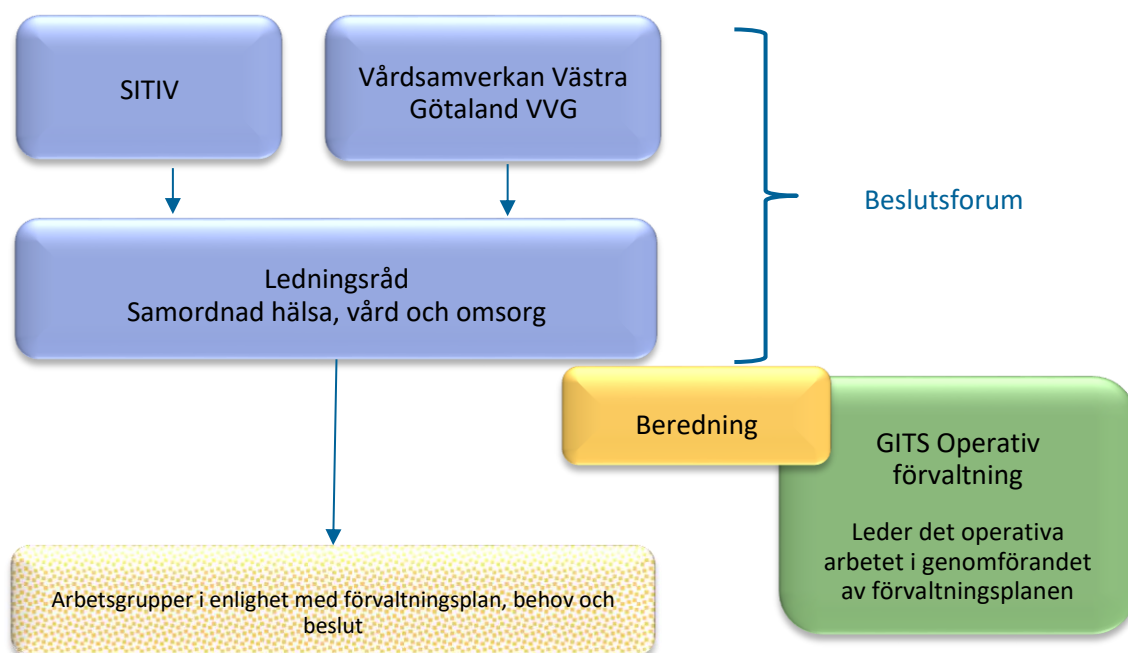 SITIV
Vårdsamverkan Västra
Götaland VVG
Beslutsforum
Ledningsråd
Samordnad hälsa, vård och omsorg
Beredning
GITS Operativ
förvaltning
Leder det operativa
arbetet i genomförandet
av förvaltningsplanen
Arbetsgrupper i enlighet med förvaltningsplan, behov och
beslut